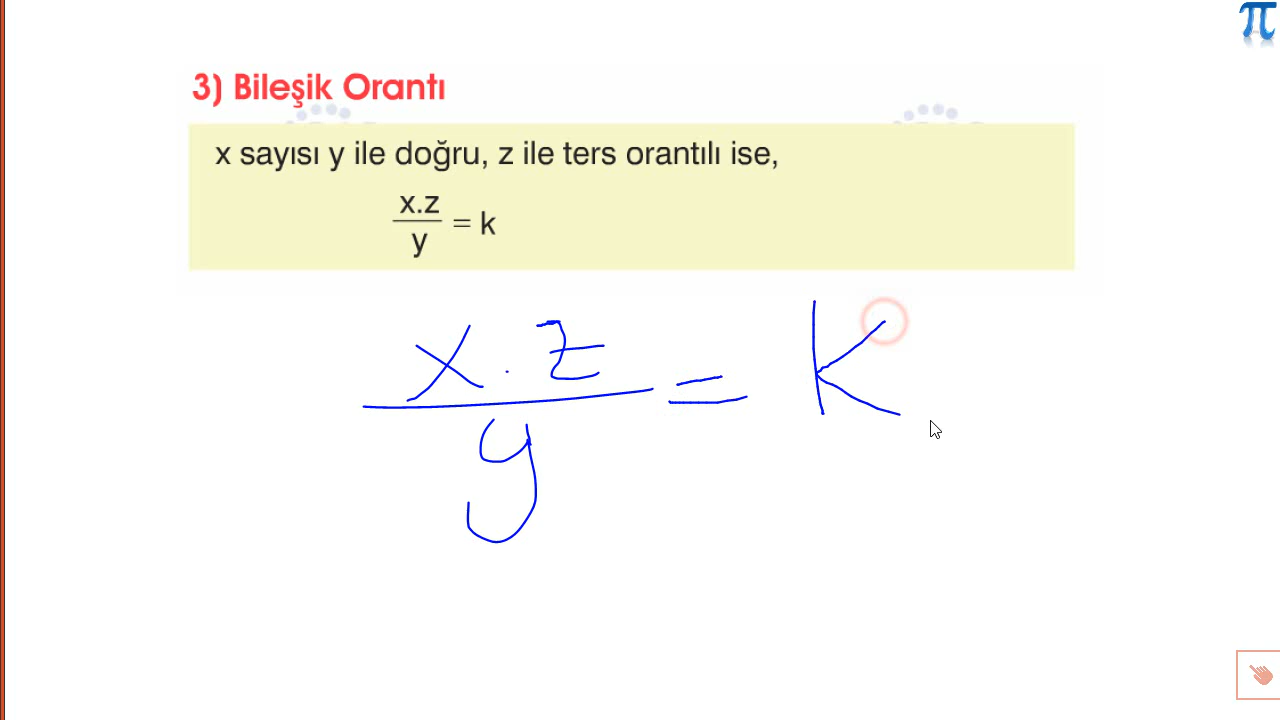 π
3) Bileşik Orantı
x sayısı y ile doğru, z ile ters orantılı ise,
x.z
y
= k
x . z
y
= K